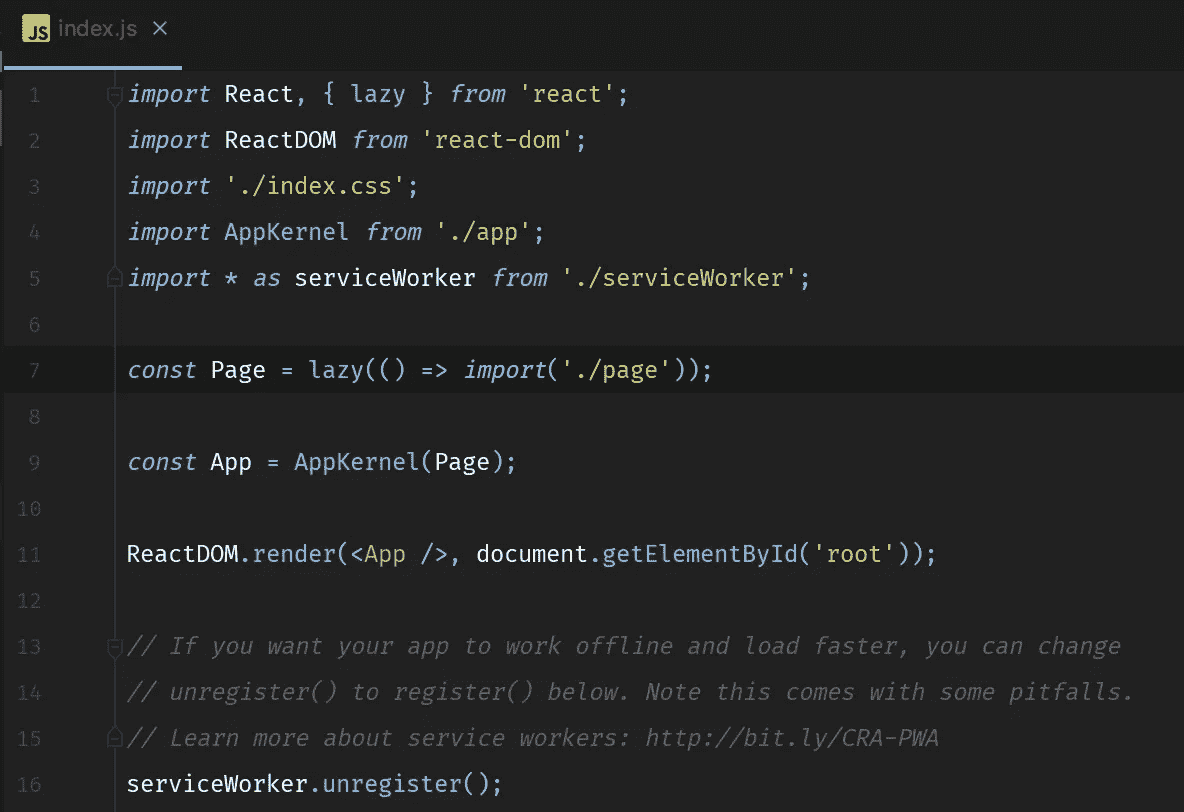 JS index.js ×
1 import React, { lazy } from 'react';
2 import ReactDOM from 'react-dom';
3 import './index.css';
4 import AppKernel from './app';
5 import * as serviceWorker from './serviceWorker';
6
7 const Page = lazy(() => import('./page'));
8
9 const App = AppKernel(Page);
10
11 ReactDOM.render(<App />, document.getElementById('root'));
12
13 // If you want your app to work offline and load faster, you can change
14 // unregister() to register() below. Note this comes with some pitfalls.
15 // Learn more about service workers: http://bit.ly/CRA-PWA
16 serviceWorker.unregister();